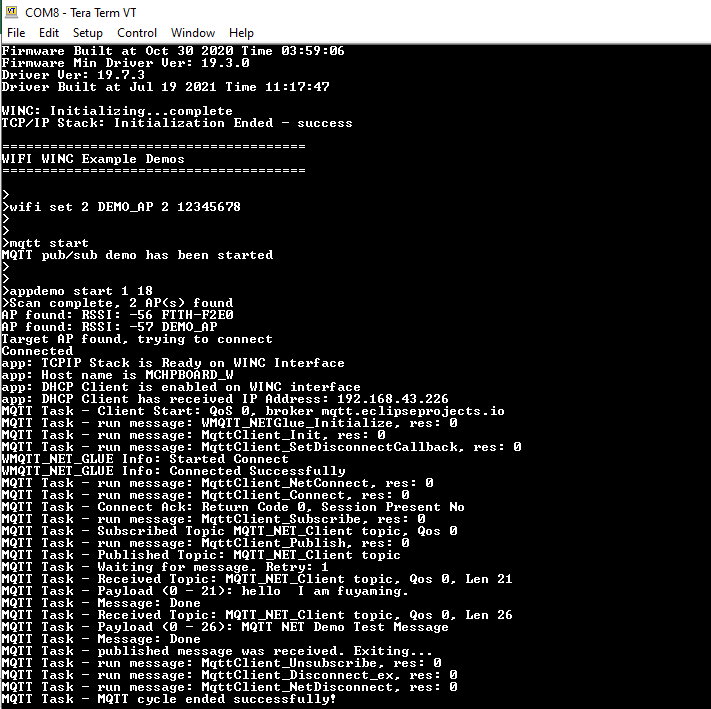 COM8 - Tera Term VT
File Edit Setup Control Window Help
Firmware Built at Oct 30 2020 Time 03:59:06
Firmware Min Driver Ver: 19.3.0
Driver Ver: 19.7.3
Driver Built at Jul 19 2021 Time 11:17:47
WINC: Initializing...complete
TCP/IP Stack: Initialization Ended - success
======================================
WIFI WINC Example Demos
======================================
>
>wifi set 2 DEMO_AP 2 12345678
>
>
>mqtt start
MQTT pub/sub demo has been started
>
>
>appdemo start 1 18
>Scan complete, 2 AP(s) found
AP found: RSSI: -56 FTTH-F2E0
AP found: RSSI: -57 DEMO_AP
Target AP found, trying to connect
Connected
app: TCPIP Stack is Ready on WINC Interface
app: Host name is MCHPBOARD_W
app: DHCP Client is enabled on WINC interface
app: DHCP Client has received IP Address: 192.168.43.226
MQTT Task - Client Start: QoS 0, broker mqtt.eclipseprojects.io
MQTT Task - run message: WMQTT_NETGlue_Initialize, res: 0
MQTT Task - run message: MqttClient_Init, res: 0
MQTT Task - run message: MqttClient_SetDisconnectCallback, res: 0
WMQTT_NET_GLUE Info: Started Connect
WMQTT_NET_GLUE Info: Connected Successfully
MQTT Task - run message: MqttClient_NetConnect, res: 0
MQTT Task - run message: MqttClient_Connect, res: 0
MQTT Task - Connect Ack: Return Code 0, Session Present No
MQTT Task - run message: MqttClient_Subscribe, res: 0
MQTT Task - Subscribed Topic MQTT_NET_Client topic, Qos 0
MQTT Task - run message: MqttClient_Publish, res: 0
MQTT Task - Published Topic: MQTT_NET_Client topic
MQTT Task - Waiting for message. Retry: 1
MQTT Task - Received Topic: MQTT_NET_Client topic, Qos 0, Len 21
MQTT Task - Payload (0 - 21): hello  I am fuyaming.
MQTT Task - Message: Done
MQTT Task - Received Topic: MQTT_NET_Client topic, Qos 0, Len 26
MQTT Task - Payload (0 - 26): MQTT NET Demo Test Message
MQTT Task - Message: Done
MQTT Task - published message was received. Exiting...
MQTT Task - run message: MqttClient_Unsubscribe, res: 0
MQTT Task - run message: MqttClient_Disconnect_ex, res: 0
MQTT Task - run message: MqttClient_NetDisconnect, res: 0
MQTT Task - MQTT cycle ended successfully!